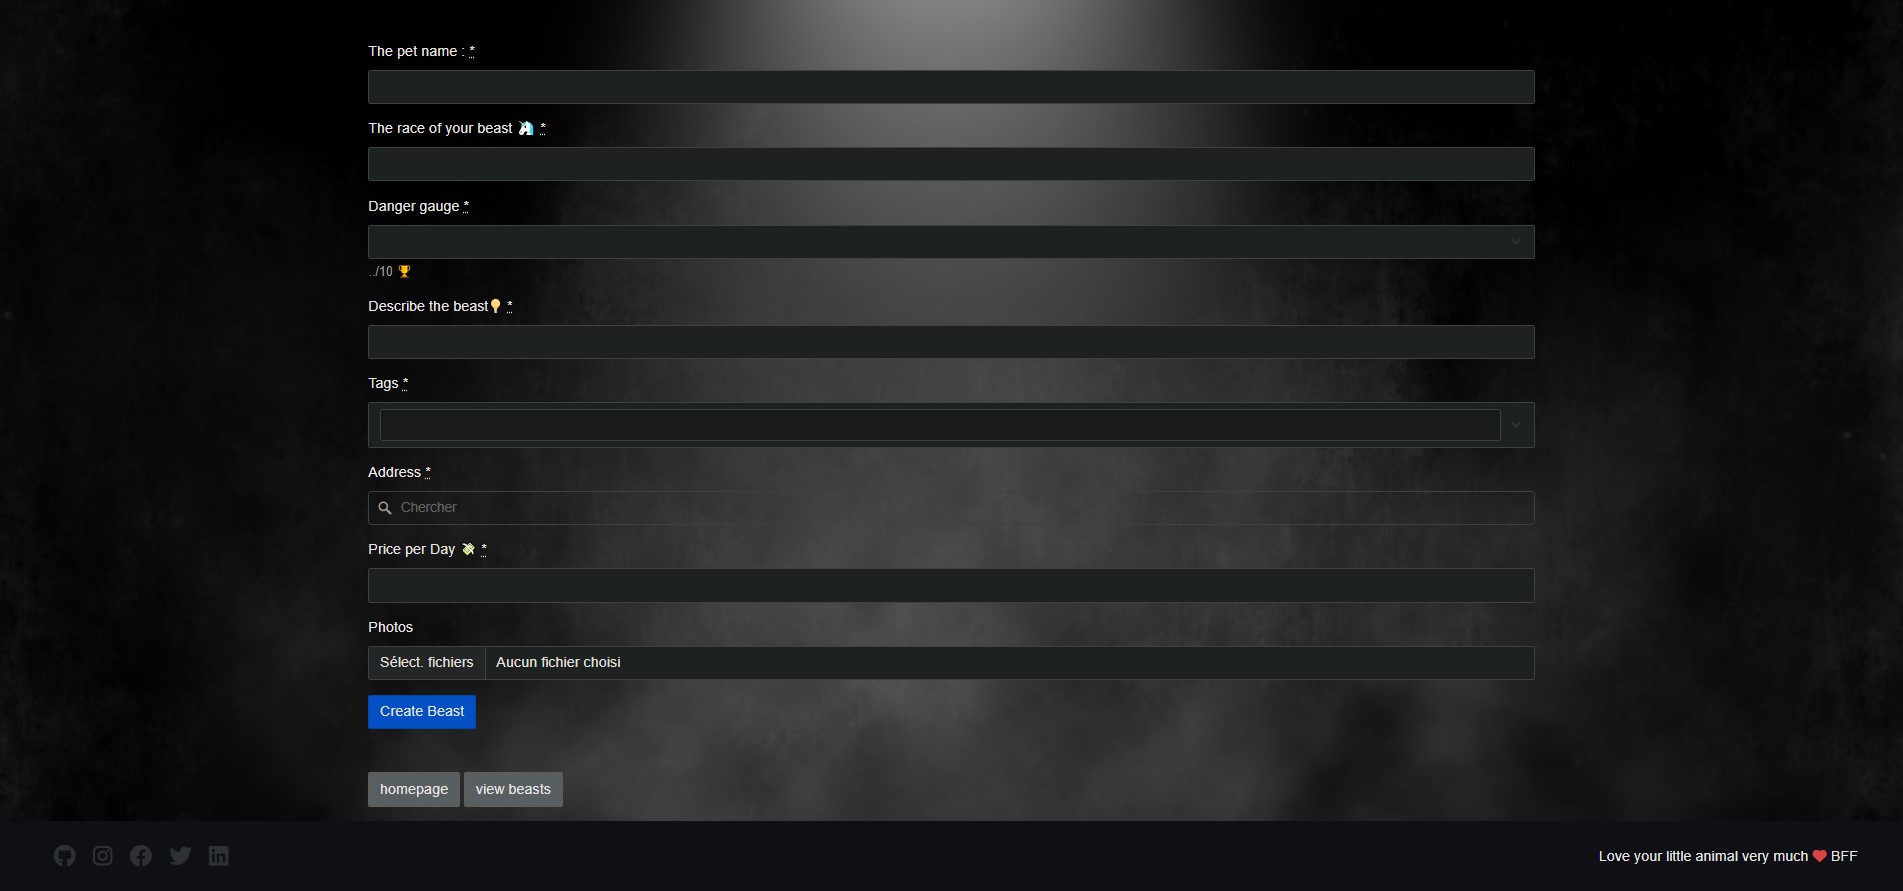 The pet name : *
The race of your beast 🦄 *
Danger gauge *
../10 🏆
Describe the beast💡 *
Tags *
Address *
Chercher
Price per Day 💸 *
Photos
Sélect. fichiers Aucun fichier choisi
Create Beast
homepage view beasts
Love your little animal very much ❤️ BFF